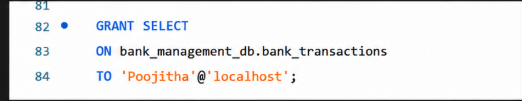 81
82 GRANT SELECT
83 ON bank_management_db.bank_transactions
84 TO 'Poojitha'@'localhost';